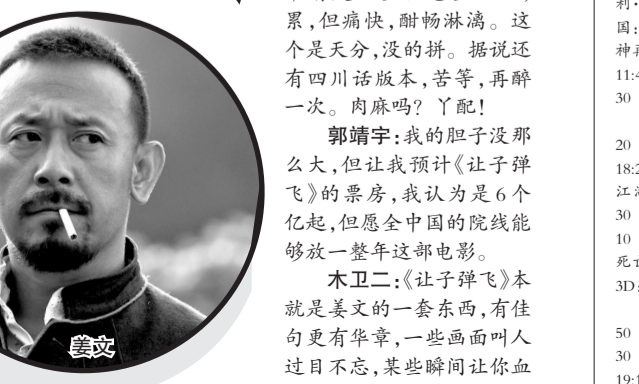 累,但痛快,酣畅淋漓。这
个是天分,没的拼。据说还
有四川话版本,苦等,再醉
一次。肉麻吗?丫配!
郭靖宇:我的胆子没那
么大,但让我预计《让子弹
飞》的票房,我认为是6个
亿起,但愿全中国的院线能
够放一整年这部电影。
木卫二:《让子弹飞》本
就是姜文的一套东西,有佳
句更有华章,一些画面叫人
过目不忘,某些瞬间让你血
姜文
国:
神再
11:4
30
20
18:2
江湖
30
10
死亡
3D:
50
30
19:1